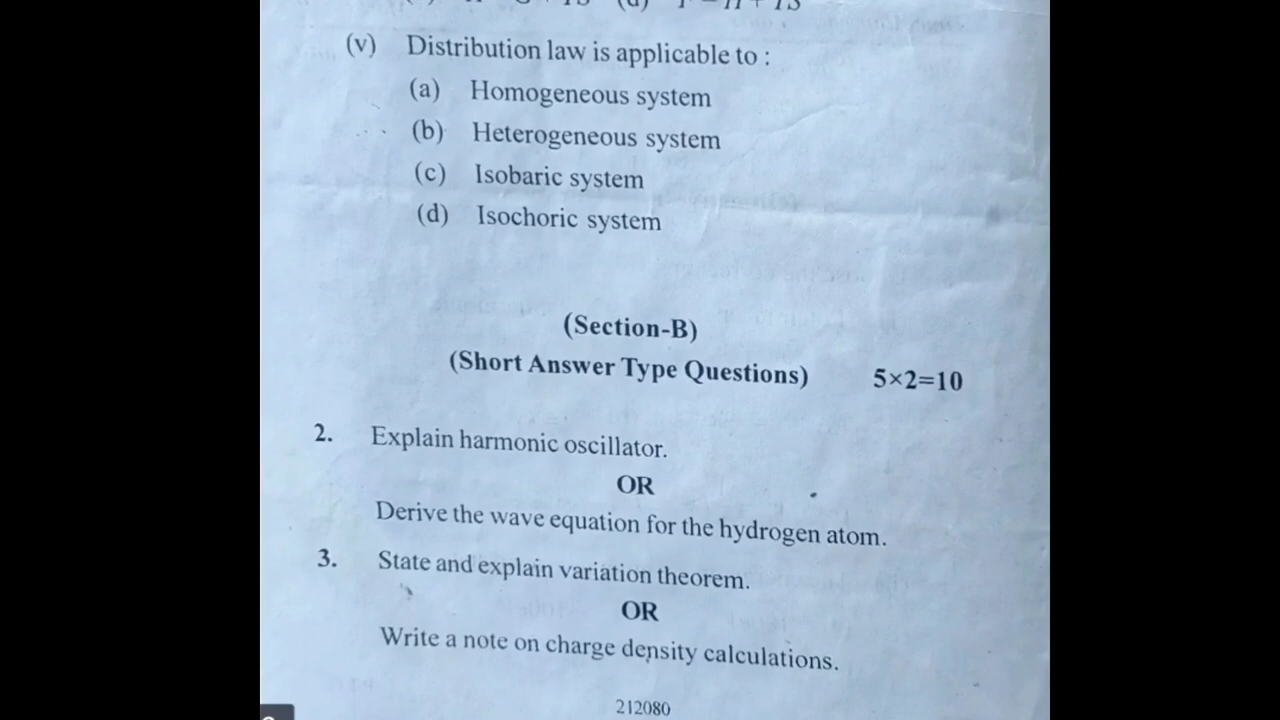 (v) Distribution law is applicable to :
(a) Homogeneous system
(b) Heterogeneous system
(c) Isobaric system
(d) Isochoric system
(Section-B)
(Short Answer Type Questions) 5×2=10
2. Explain harmonic oscillator.
OR
Derive the wave equation for the hydrogen atom.
3. State and explain variation theorem.
OR
Write a note on charge density calculations.
212080